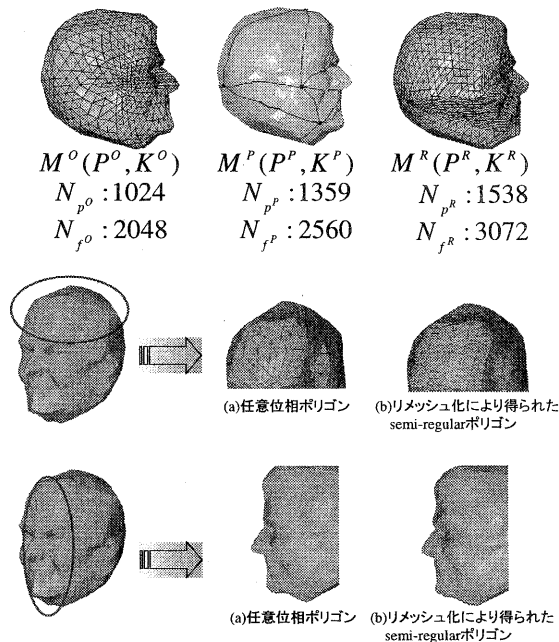 M^O(P^O, K^O)
N_{p^O}:1024
N_{f^O}:2048
M^P(P^P, K^P)
N_{p^P}:1359
N_{f^P}:2560
M^R(P^R, K^R)
N_{p^R}:1538
N_{f^R}:3072
(a)任意位相ポリゴン
(b)リメッシュ化により得られた
semi-regularポリゴン
(a)任意位相ポリゴン
(b)リメッシュ化により得られた
semi-regularポリゴン